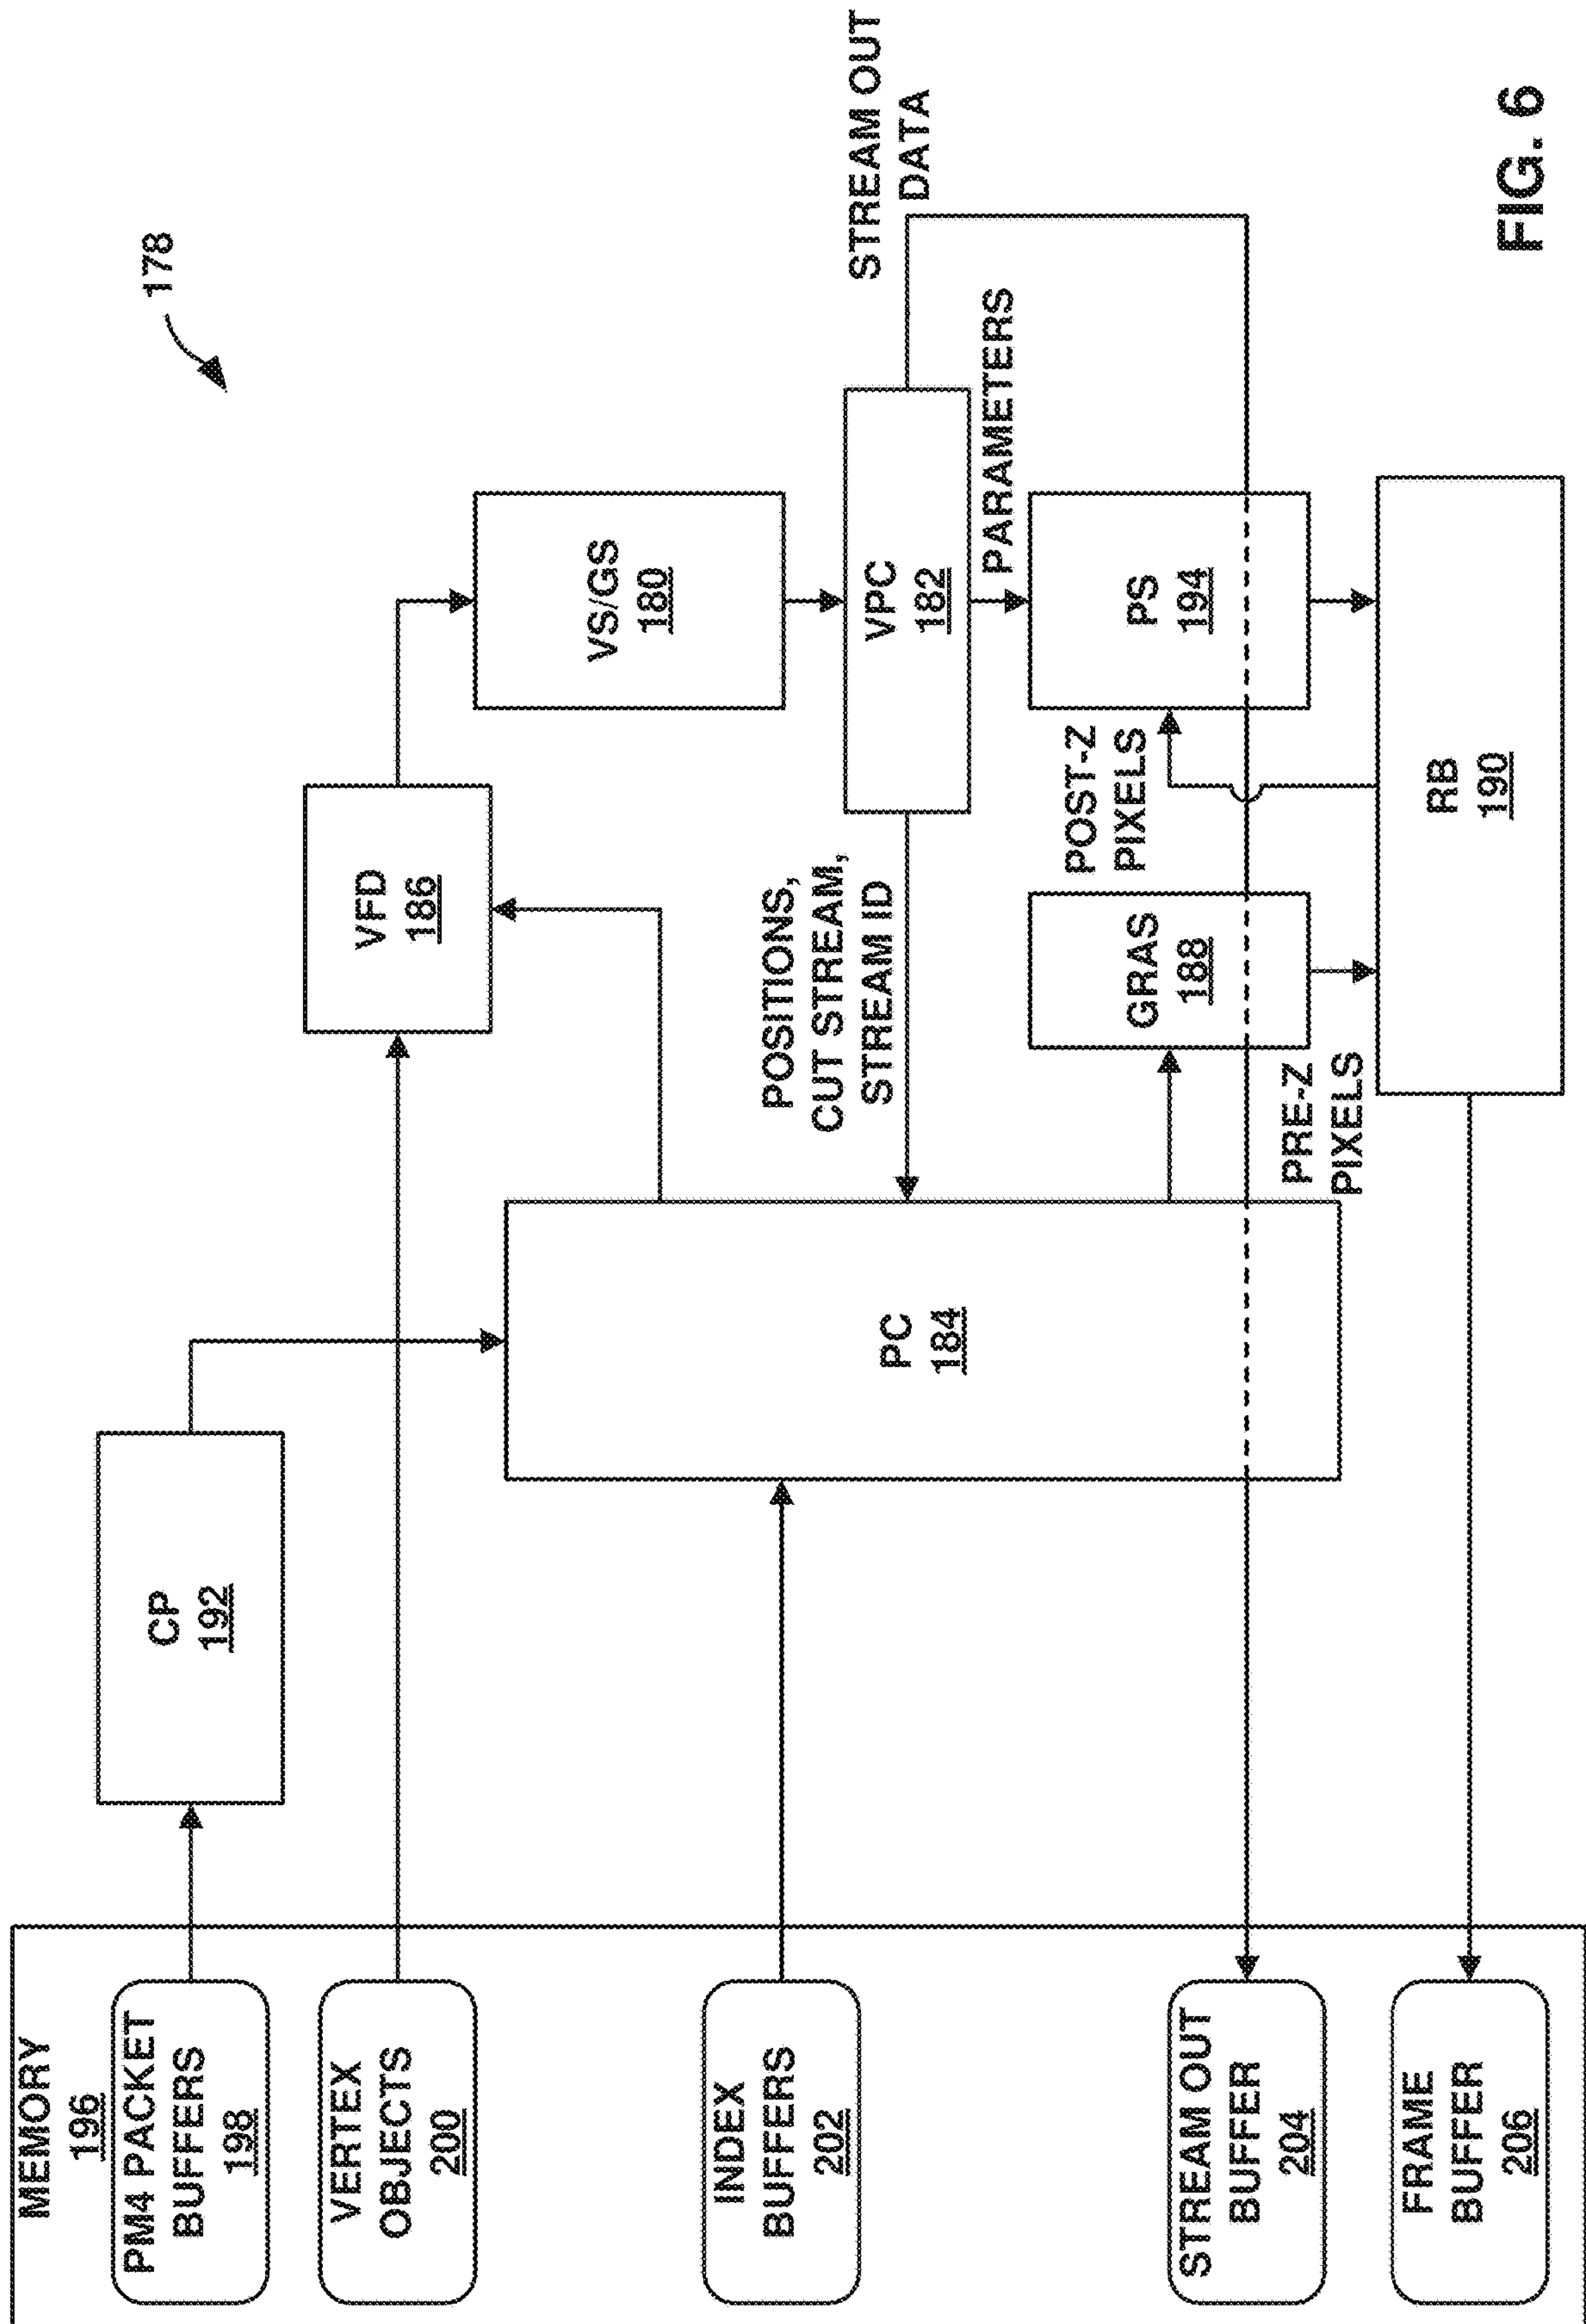 178
MEMORY
196
PM4 PACKET
BUFFERS
198
VERTEX
OBJECTS
200
INDEX
BUFFERS
202
STREAM OUT
BUFFER
204
FRAME
BUFFER
206
CP
192
VFD
186
VS/GS
180
PC
184
POSITIONS,
CUT STREAM,
STREAM ID
VPC
182
STREAM OUT
DATA
PARAMETERS
GRAS
188
POST-Z
PIXELS
PS
194
PRE-Z
PIXELS
RB
190
FIG. 6